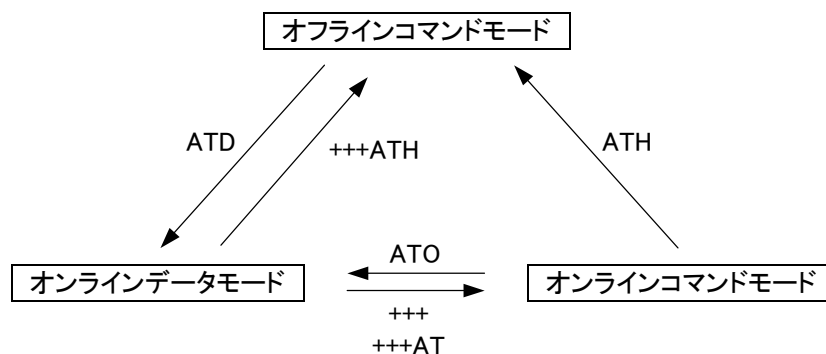 オフラインコマンドモード
ATD
+++ATH
ATH
オンラインデータモード
ATO
オンラインコマンドモード
+++
+++AT